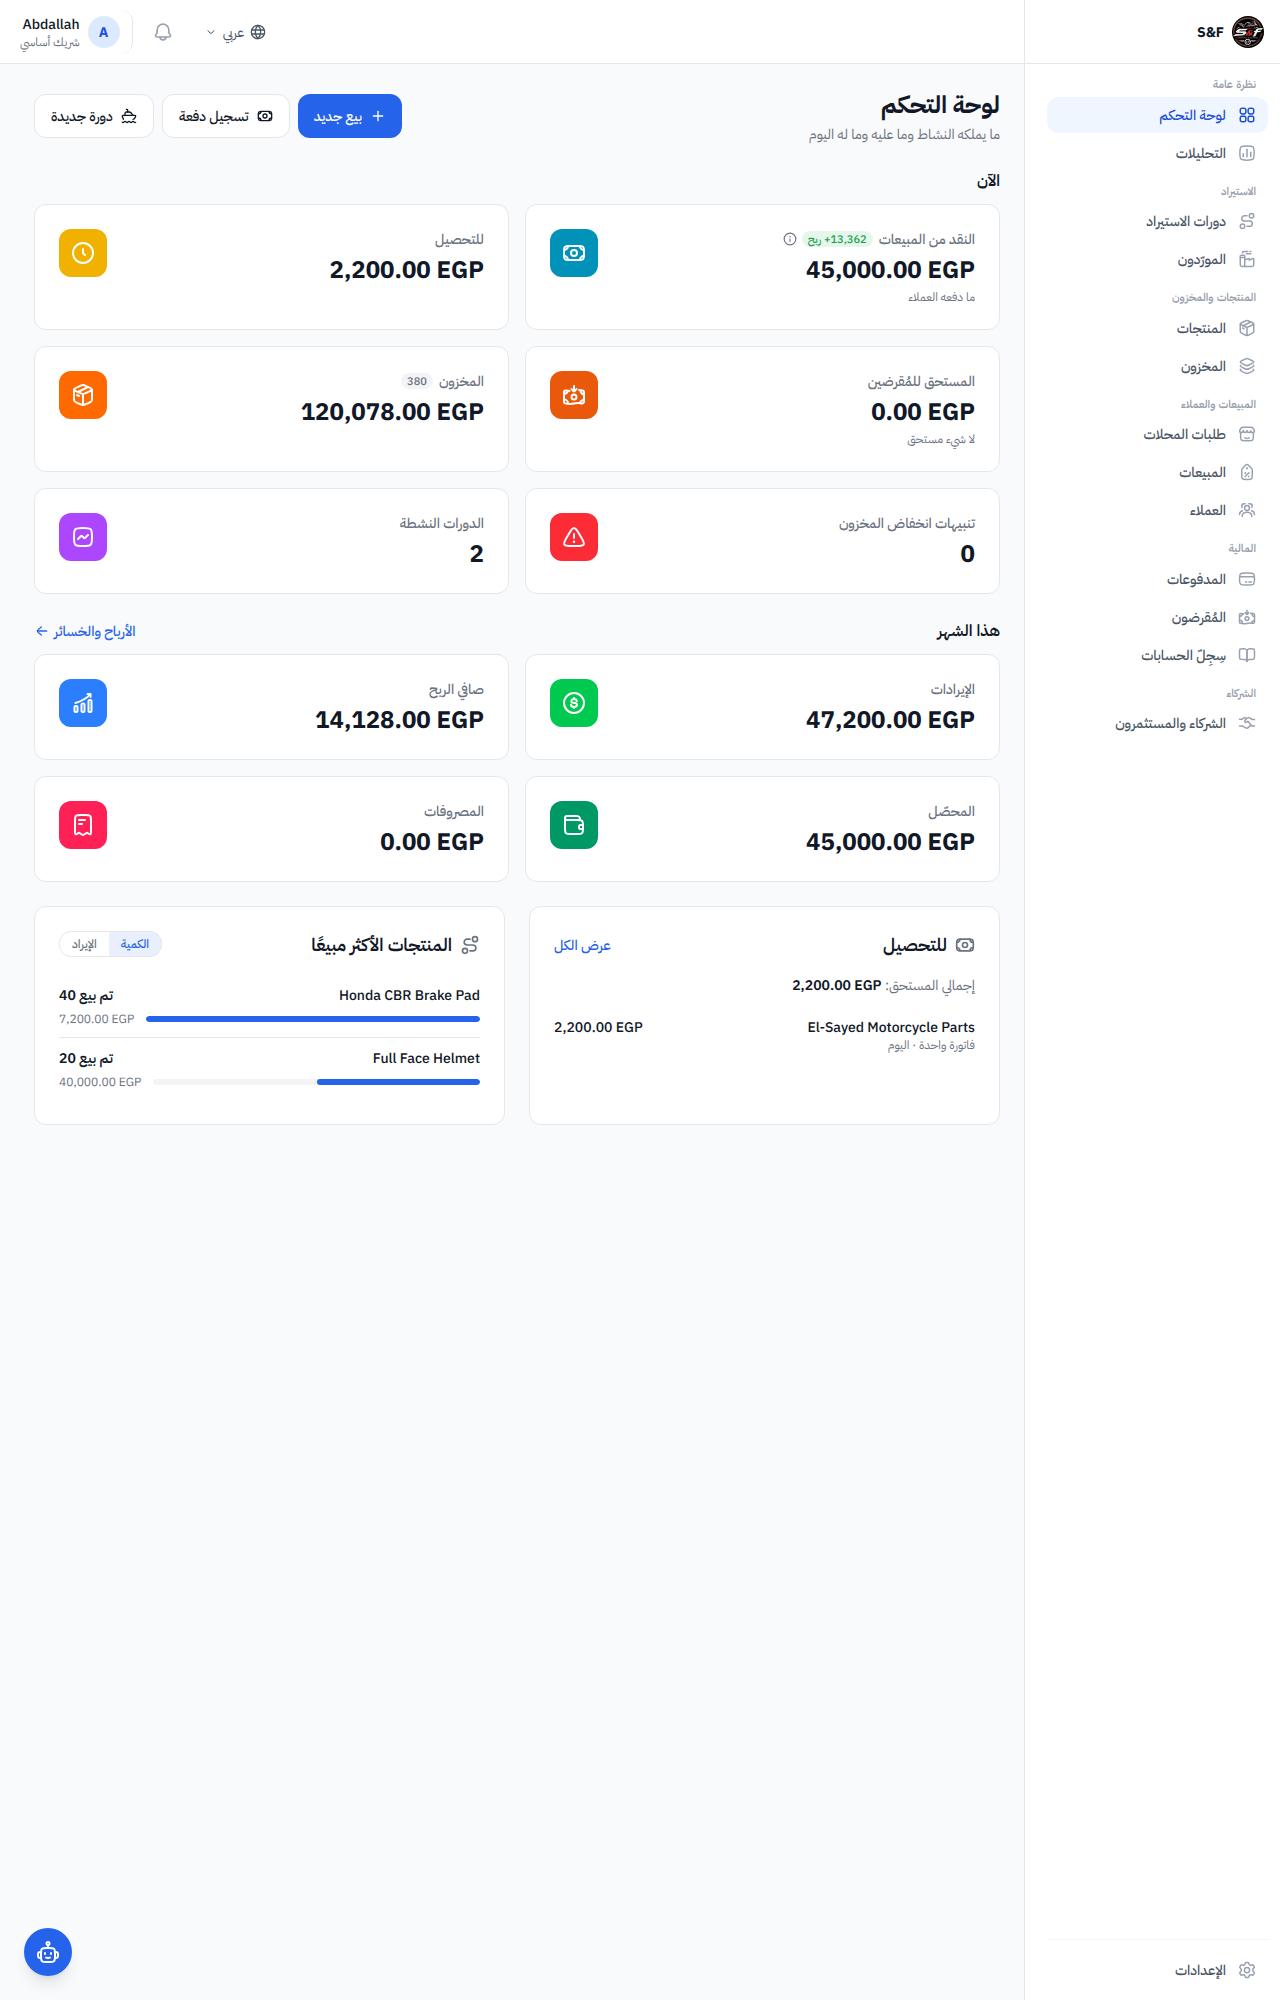 S&F
نظرة عامة
لوحة التحكم
التحليلات
الاستيراد
دورات الاستيراد
المورّدون
المنتجات والمخزون
المنتجات
المخزون
المبيعات والعملاء
طلبات المحلات
المبيعات
العملاء
المالية
المدفوعات
المُقرضون
سِجِلّ الحسابات
الشركاء
الشركاء والمستثمرون
الإعدادات
عربي
A
Abdallah
شريك أساسي
لوحة التحكم
ما يملكه النشاط وما عليه وما له اليوم
بيع جديد
تسجيل دفعة
دورة جديدة
الآن
النقد من المبيعات
+13,362 ربح
45,000.00 EGP
ما دفعه العملاء
للتحصيل
2,200.00 EGP
المستحق للمُقرضين
0.00 EGP
لا شيء مستحق
المخزون 380
120,078.00 EGP
تنبيهات انخفاض المخزون
0
الدورات النشطة
2
هذا الشهر
الأرباح والخسائر
الإيرادات
47,200.00 EGP
صافي الربح
14,128.00 EGP
المحصّل
45,000.00 EGP
المصروفات
0.00 EGP
للتحصيل
عرض الكل
إجمالي المستحق: 2,200.00 EGP
El-Sayed Motorcycle Parts
2,200.00 EGP
فاتورة واحدة · اليوم
المنتجات الأكثر مبيعًا
الكمية
الإيراد
Honda CBR Brake Pad
تم بيع 40
7,200.00 EGP
Full Face Helmet
تم بيع 20
40,000.00 EGP